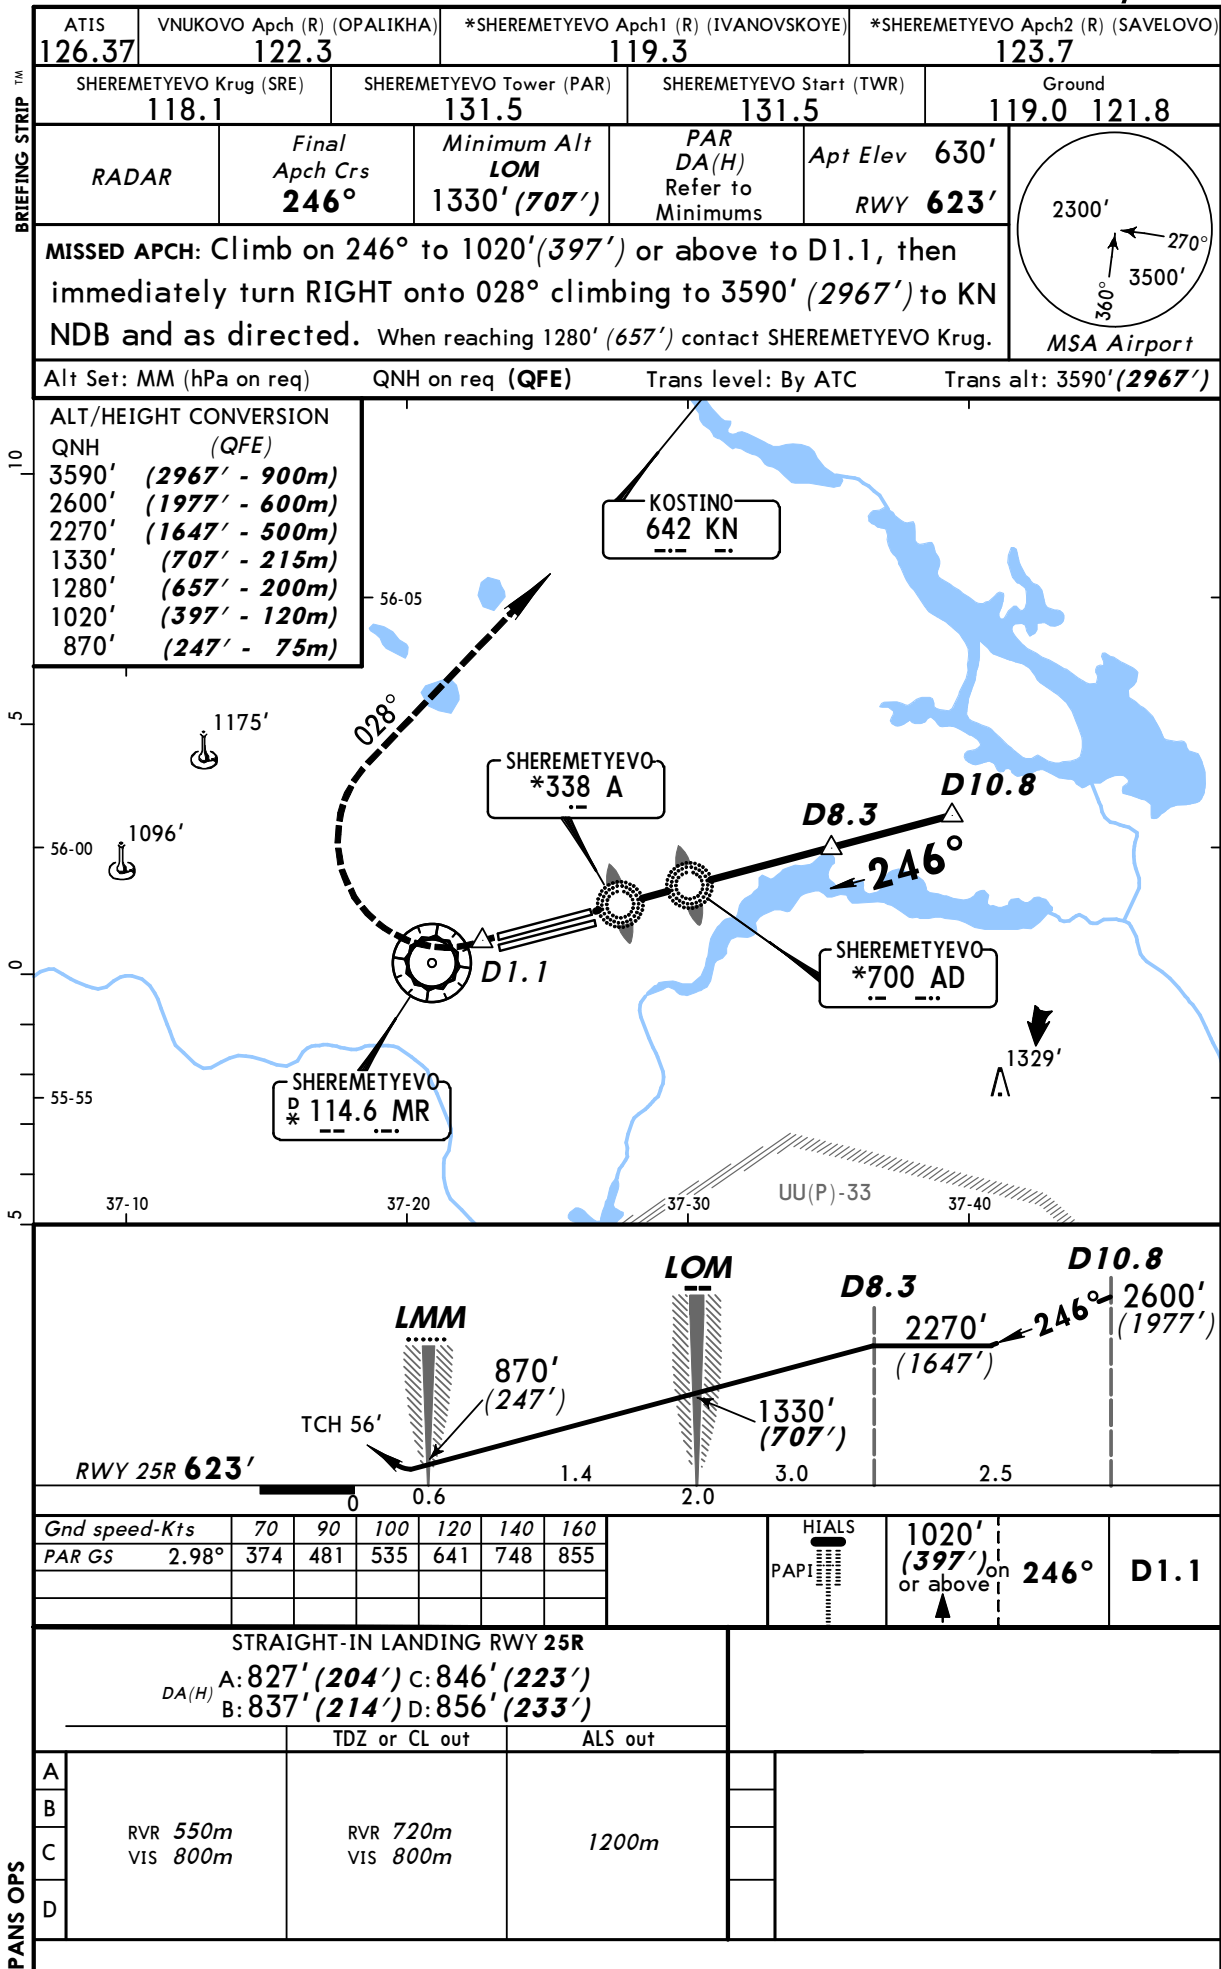 ATIS
126.37
VNUKOVO Apch (R) (OPALIKHA)
122.3
*SHEREMETYEVO Apch1 (R) (IVANOVSKOYE)
119.3
*SHEREMETYEVO Apch2 (R) (SAVELOVO)
123.7
SHEREMETYEVO Krug (SRE)
118.1
SHEREMETYEVO Tower (PAR)
131.5
SHEREMETYEVO Start (TWR)
131.5
Ground
119.0 121.8
BRIEFING STRIP ™
RADAR
Final
Apch Crs
246°
Minimum Alt
LOM
1330' (707')
PAR
DA(H)
Refer to
Minimums
Apt Elev 630'
RWY 623'
2300'
270°
3500'
360°
MSA Airport
MISSED APCH: Climb on 246° to 1020' (397') or above to D1.1, then
immediately turn RIGHT onto 028° climbing to 3590' (2967') to KN
NDB and as directed. When reaching 1280' (657') contact SHEREMETYEVO Krug.
Alt Set: MM (hPa on req) QNH on req (QFE) Trans level: By ATC Trans alt: 3590' (2967')
ALT/HEIGHT CONVERSION
QNH (QFE)
3590' (2967' - 900m)
2600' (1977' - 600m)
2270' (1647' - 500m)
1330' (707' - 215m)
1280' (657' - 200m)
1020' (397' - 120m)
870' (247' - 75m)
10
5
0
5
KOSTINO
642 KN
56-05
028°
1175'
1096'
56-00
SHEREMETYEVO
*338 A
D8.3
D10.8
246°
D1.1
SHEREMETYEVO
*700 AD
1329'
SHEREMETYEVO
D
* 114.6 MR
55-55
UU(P)-33
37-10
37-20
37-30
37-40
LMM
LOM
D8.3
D10.8
2600'
(1977')
246°
2270'
(1647')
870'
(247')
1330'
(707')
TCH 56'
RWY 25R 623'
1.4
3.0
2.5
0
0.6
2.0
Gnd speed-Kts 70 90 100 120 140 160
PAR GS 2.98° 374 481 535 641 748 855
HIALS
PAPI
1020'
(397') on
or above
246°
D1.1
STRAIGHT-IN LANDING RWY 25R
DA(H)
A: 827' (204') C: 846' (223')
B: 837' (214') D: 856' (233')
TDZ or CL out
ALS out
A
B
C
D
RVR 550m
VIS 800m
RVR 720m
VIS 800m
1200m
PANS OPS